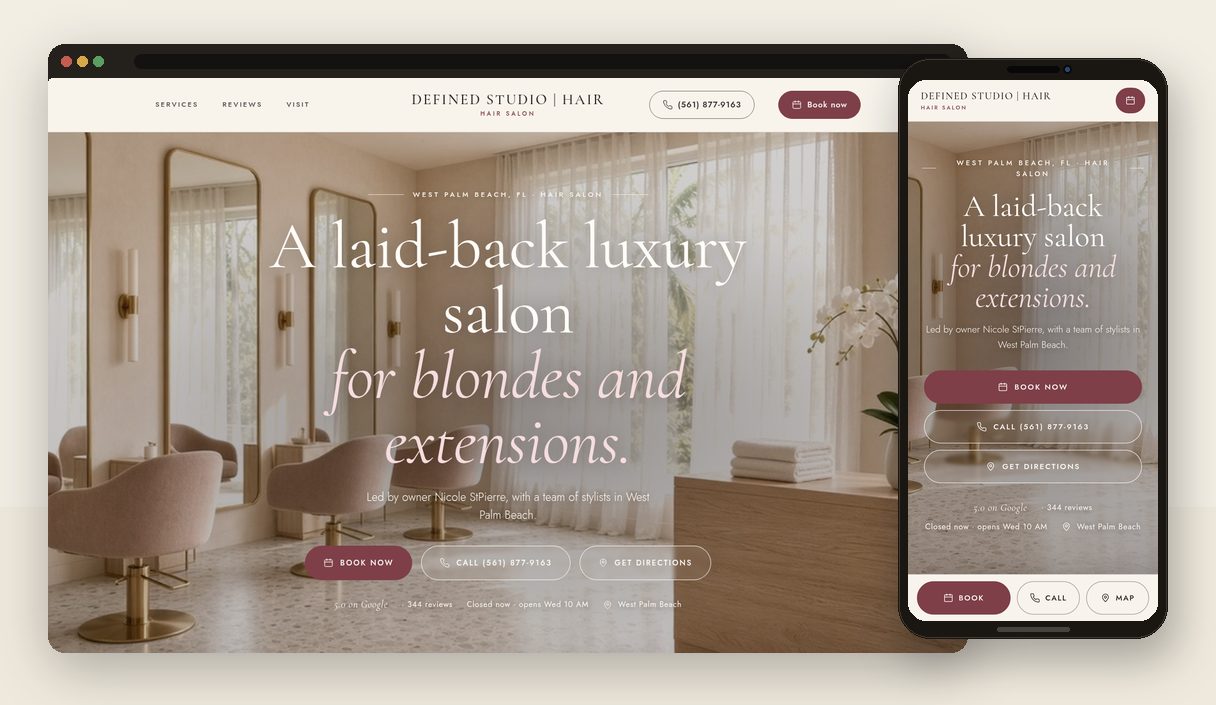 SERVICES REVIEWS VISIT
DEFINED STUDIO | HAIR
HAIR SALON
(561) 877-9163
Book now
WEST PALM BEACH, FL · HAIR SALON
A laid-back luxury
salon
for blondes and
extensions.
Led by owner Nicole StPierre, with a team of stylists in West
Palm Beach.
BOOK NOW
CALL (561) 877-9163
GET DIRECTIONS
5.0 on Google · 344 reviews Closed now · opens Wed 10 AM West Palm Beach
DEFINED STUDIO | HAIR
HAIR SALON
WEST PALM BEACH, FL · HAIR
SALON
A laid-back
luxury salon
for blondes and
extensions.
Led by owner Nicole StPierre, with a team of stylists in
West Palm Beach.
BOOK NOW
CALL (561) 877-9163
GET DIRECTIONS
5.0 on Google · 344 reviews
Closed now · opens Wed 10 AM West Palm Beach
BOOK
CALL
MAP